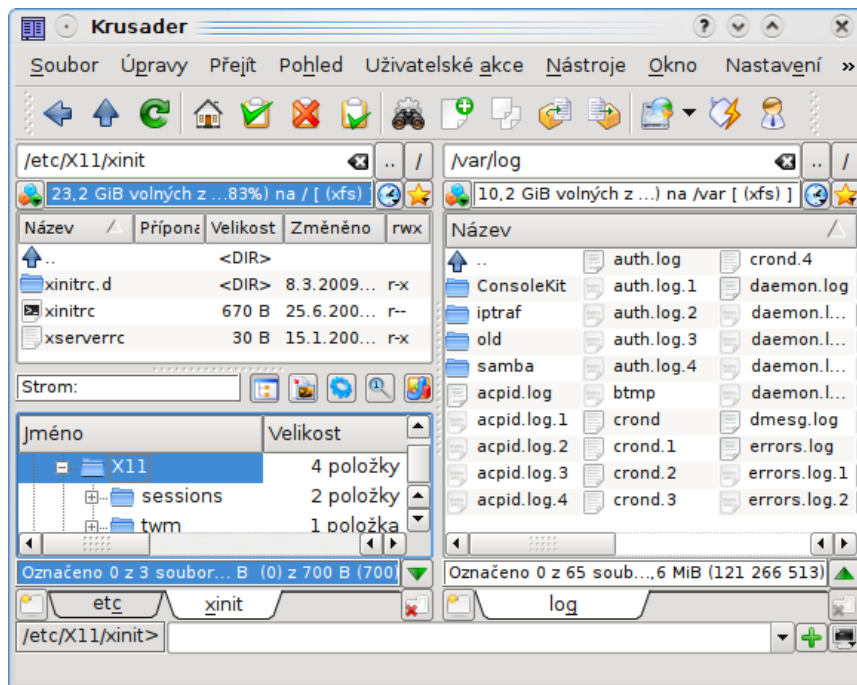 Krusader
Soubor Úpravy Přejít Pohled Uživatelské akce Nástroje Okno Nastavení »
/etc/X11/xinit .. /
23,2 GiB volných z ...83%) na / [ (xfs) ]
Název Přípona Velikost Změněno rwx
.. <DIR>
xinitrc.d <DIR> 8.3.2009... r-x
xinitrc 670 B 25.6.200... r--
xserverrc 30 B 15.1.200... r-x
Strom:
Jméno Velikost
X11 4 položky
sessions 2 položky
twm 1 položka
Označeno 0 z 3 soubor... B (0) z 700 B (700)
etc xinit
/var/log .. /
10,2 GiB volných z ...) na /var [ (xfs) ]
Název
.. auth.log crond.4
ConsoleKit auth.log.1 daemon.log
iptraf auth.log.2 daemon.l...
old auth.log.3 daemon.l...
samba auth.log.4 daemon.l...
acpid.log btmp daemon.l...
acpid.log.1 crond dmesg.log
acpid.log.2 crond.1 errors.log
acpid.log.3 crond.2 errors.log.1
acpid.log.4 crond.3 errors.log.2
Označeno 0 z 65 soub...,6 MiB (121 266 513)
log
/etc/X11/xinit>